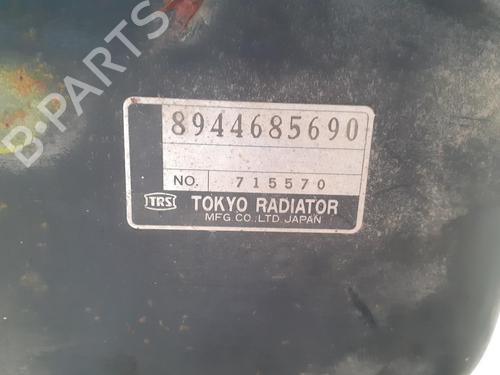 B-PARTS
8944685690
NO. 715570
TRS TOKYO RADIATOR
MFG CO.,LTD.JAPAN